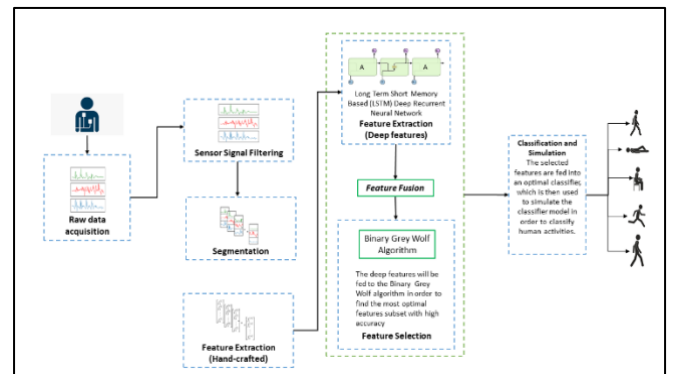 Raw data
acquisition
Sensor Signal Filtering
Segmentation
Feature Extraction
(Hand-crafted)
A
A
Long Term Short Memory
Based (LSTM) Deep Recurrent
Neural Network
Feature Extraction
(Deep features)
Feature Fusion
Binary Grey Wolf
Algorithm
The deep features will be
fed to the Binary Grey
Wolf algorithm in order to
find the most optimal
features subset with high
accuracy
Feature Selection
Classification and
Simulation
The selected
features are fed into
an optimal classifier,
which is then used
to simulate the
classifier model in
order to classify
human activities.